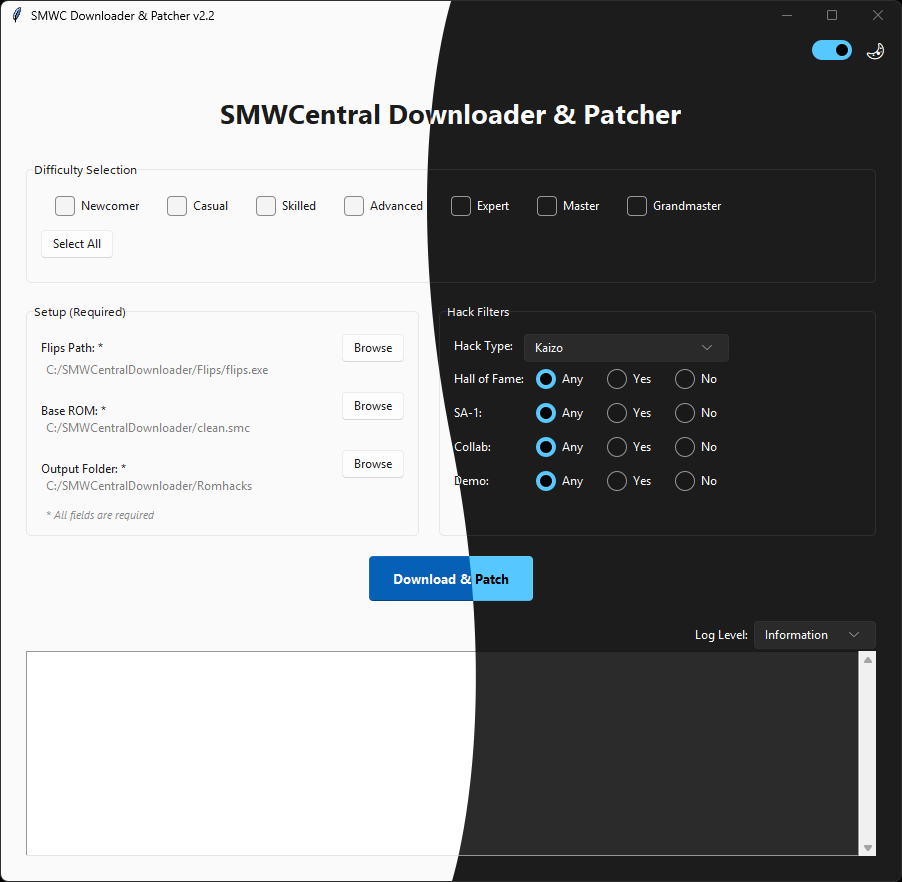 SMWC Downloader & Patcher v2.2
SMWCentral Downloader & Patcher
Difficulty Selection
Newcomer Casual Skilled Advanced Expert Master Grandmaster
Select All
Setup (Required)
Flips Path: *
Browse
C:/SMWCentralDownloader/Flips/flips.exe
Base ROM: *
Browse
C:/SMWCentralDownloader/clean.smc
Output Folder: *
Browse
C:/SMWCentralDownloader/Romhacks
* All fields are required
Hack Filters
Hack Type: Kaizo
Hall of Fame: Any Yes No
SA-1: Any Yes No
Collab: Any Yes No
Demo: Any Yes No
Download & Patch
Log Level: Information